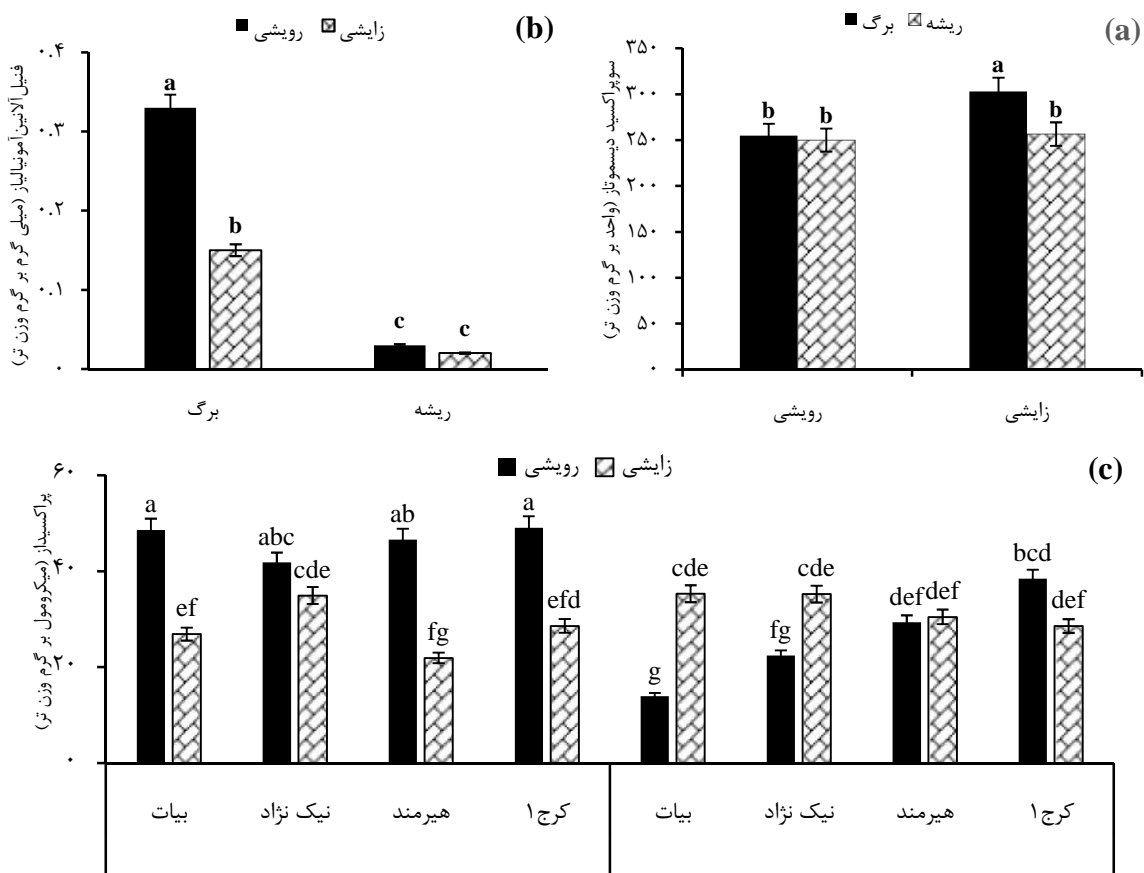 (b)
رویشی زایشی
فنیل‌آلانین‌آمونیالیاز (میلی گرم بر گرم وزن تر)
۰.۴
۰.۳
۰.۲
۰.۱
۰
a
b
c c
برگ ریشه
(a)
برگ ریشه
سوپراکسید دیسموتاز (واحد بر گرم وزن تر)
۳۵۰
۳۰۰
۲۵۰
۲۰۰
۱۵۰
۱۰۰
۵۰
۰
b b a b
رویشی زایشی
(c)
رویشی زایشی
پراکسیداز (میکرومول بر گرم وزن تر)
۶۰
۴۰
۲۰
۰
a ef abc cde ab fg a efd g cde fg cde def def bcd def
بیات نیک نژاد هیرمند کرج۱ بیات نیک نژاد هیرمند کرج۱